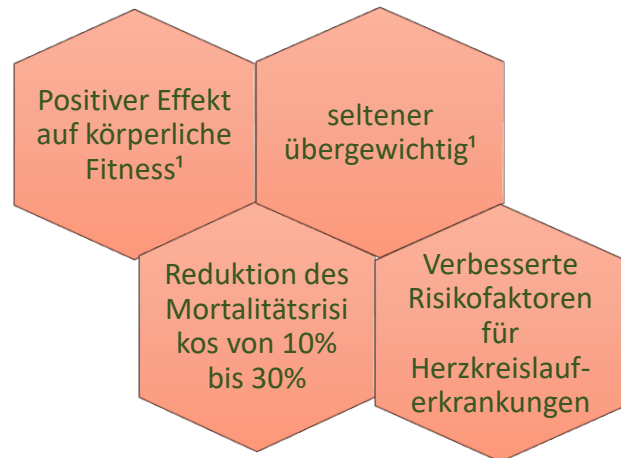 Positiver Effekt
auf körperliche
Fitness¹
seltener
übergewichtig¹
Reduktion des
Mortalitätsrisi
kos von 10%
bis 30%
Verbesserte
Risikofaktoren
für
Herzkreislauf-
erkrankungen